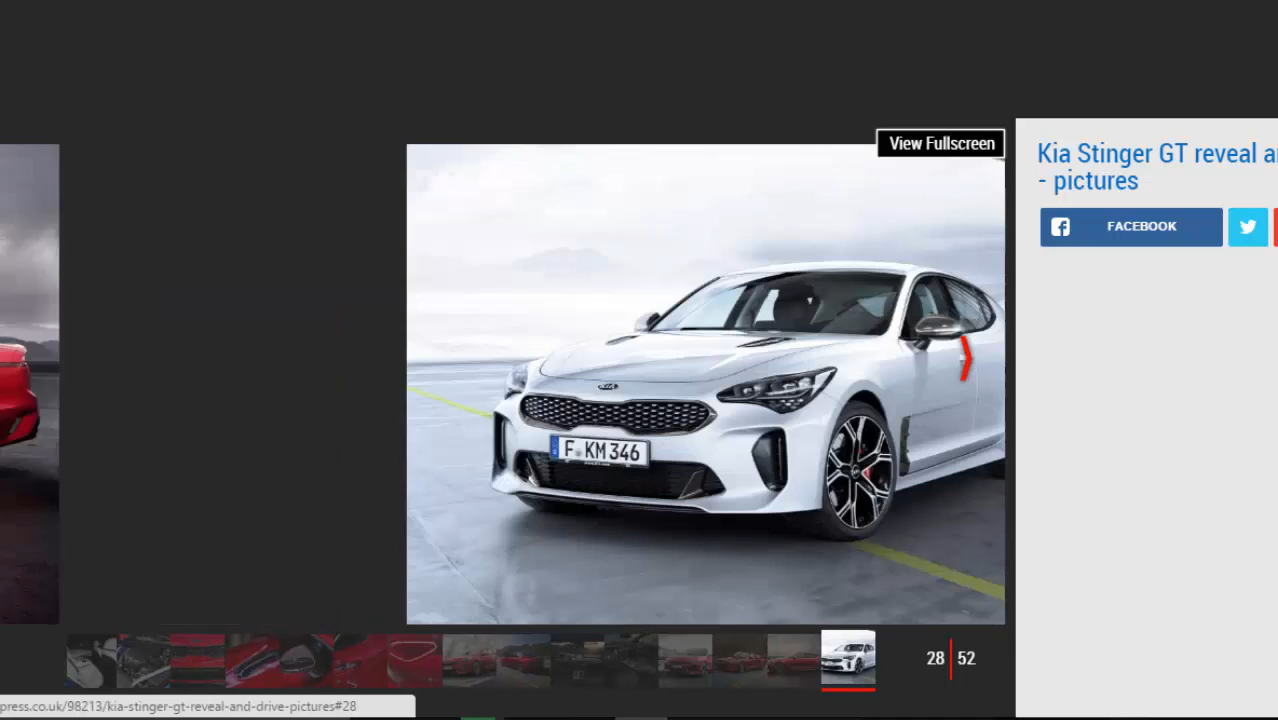 View Fullscreen
Kia Stinger GT reveal a
- pictures
FACEBOOK
KIA
F KM 346
28 52
press.co.uk/98213/kia-stinger-gt-reveal-and-drive-pictures#28